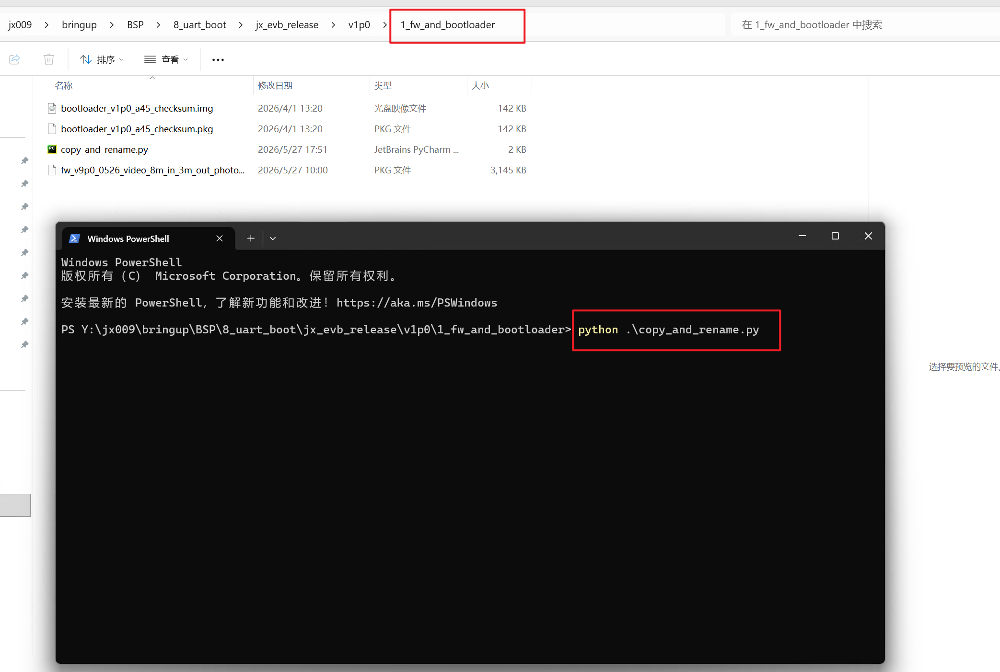 jx009 > bringup > BSP > 8_uart_boot > jx_evb_release > v1p0 > 1_fw_and_bootloader
在 1_fw_and_bootloader 中搜索
排序 查看 ...
名称 修改日期 类型 大小
bootloader_v1p0_a45_checksum.img 2026/4/1 13:20 光盘映像文件 142 KB
bootloader_v1p0_a45_checksum.pkg 2026/4/1 13:20 PKG 文件 142 KB
copy_and_rename.py 2026/5/27 17:51 JetBrains PyCharm ... 2 KB
fw_v9p0_0526_video_8m_in_3m_out_photo... 2026/5/27 10:00 PKG 文件 3,145 KB
Windows PowerShell
Windows PowerShell
版权所有 (C) Microsoft Corporation。保留所有权利。
安装最新的 PowerShell，了解新功能和改进！https://aka.ms/PSWindows
PS Y:\jx009\bringup\BSP\8_uart_boot\jx_evb_release\v1p0\1_fw_and_bootloader> python .\copy_and_rename.py
选择要预览的文件。